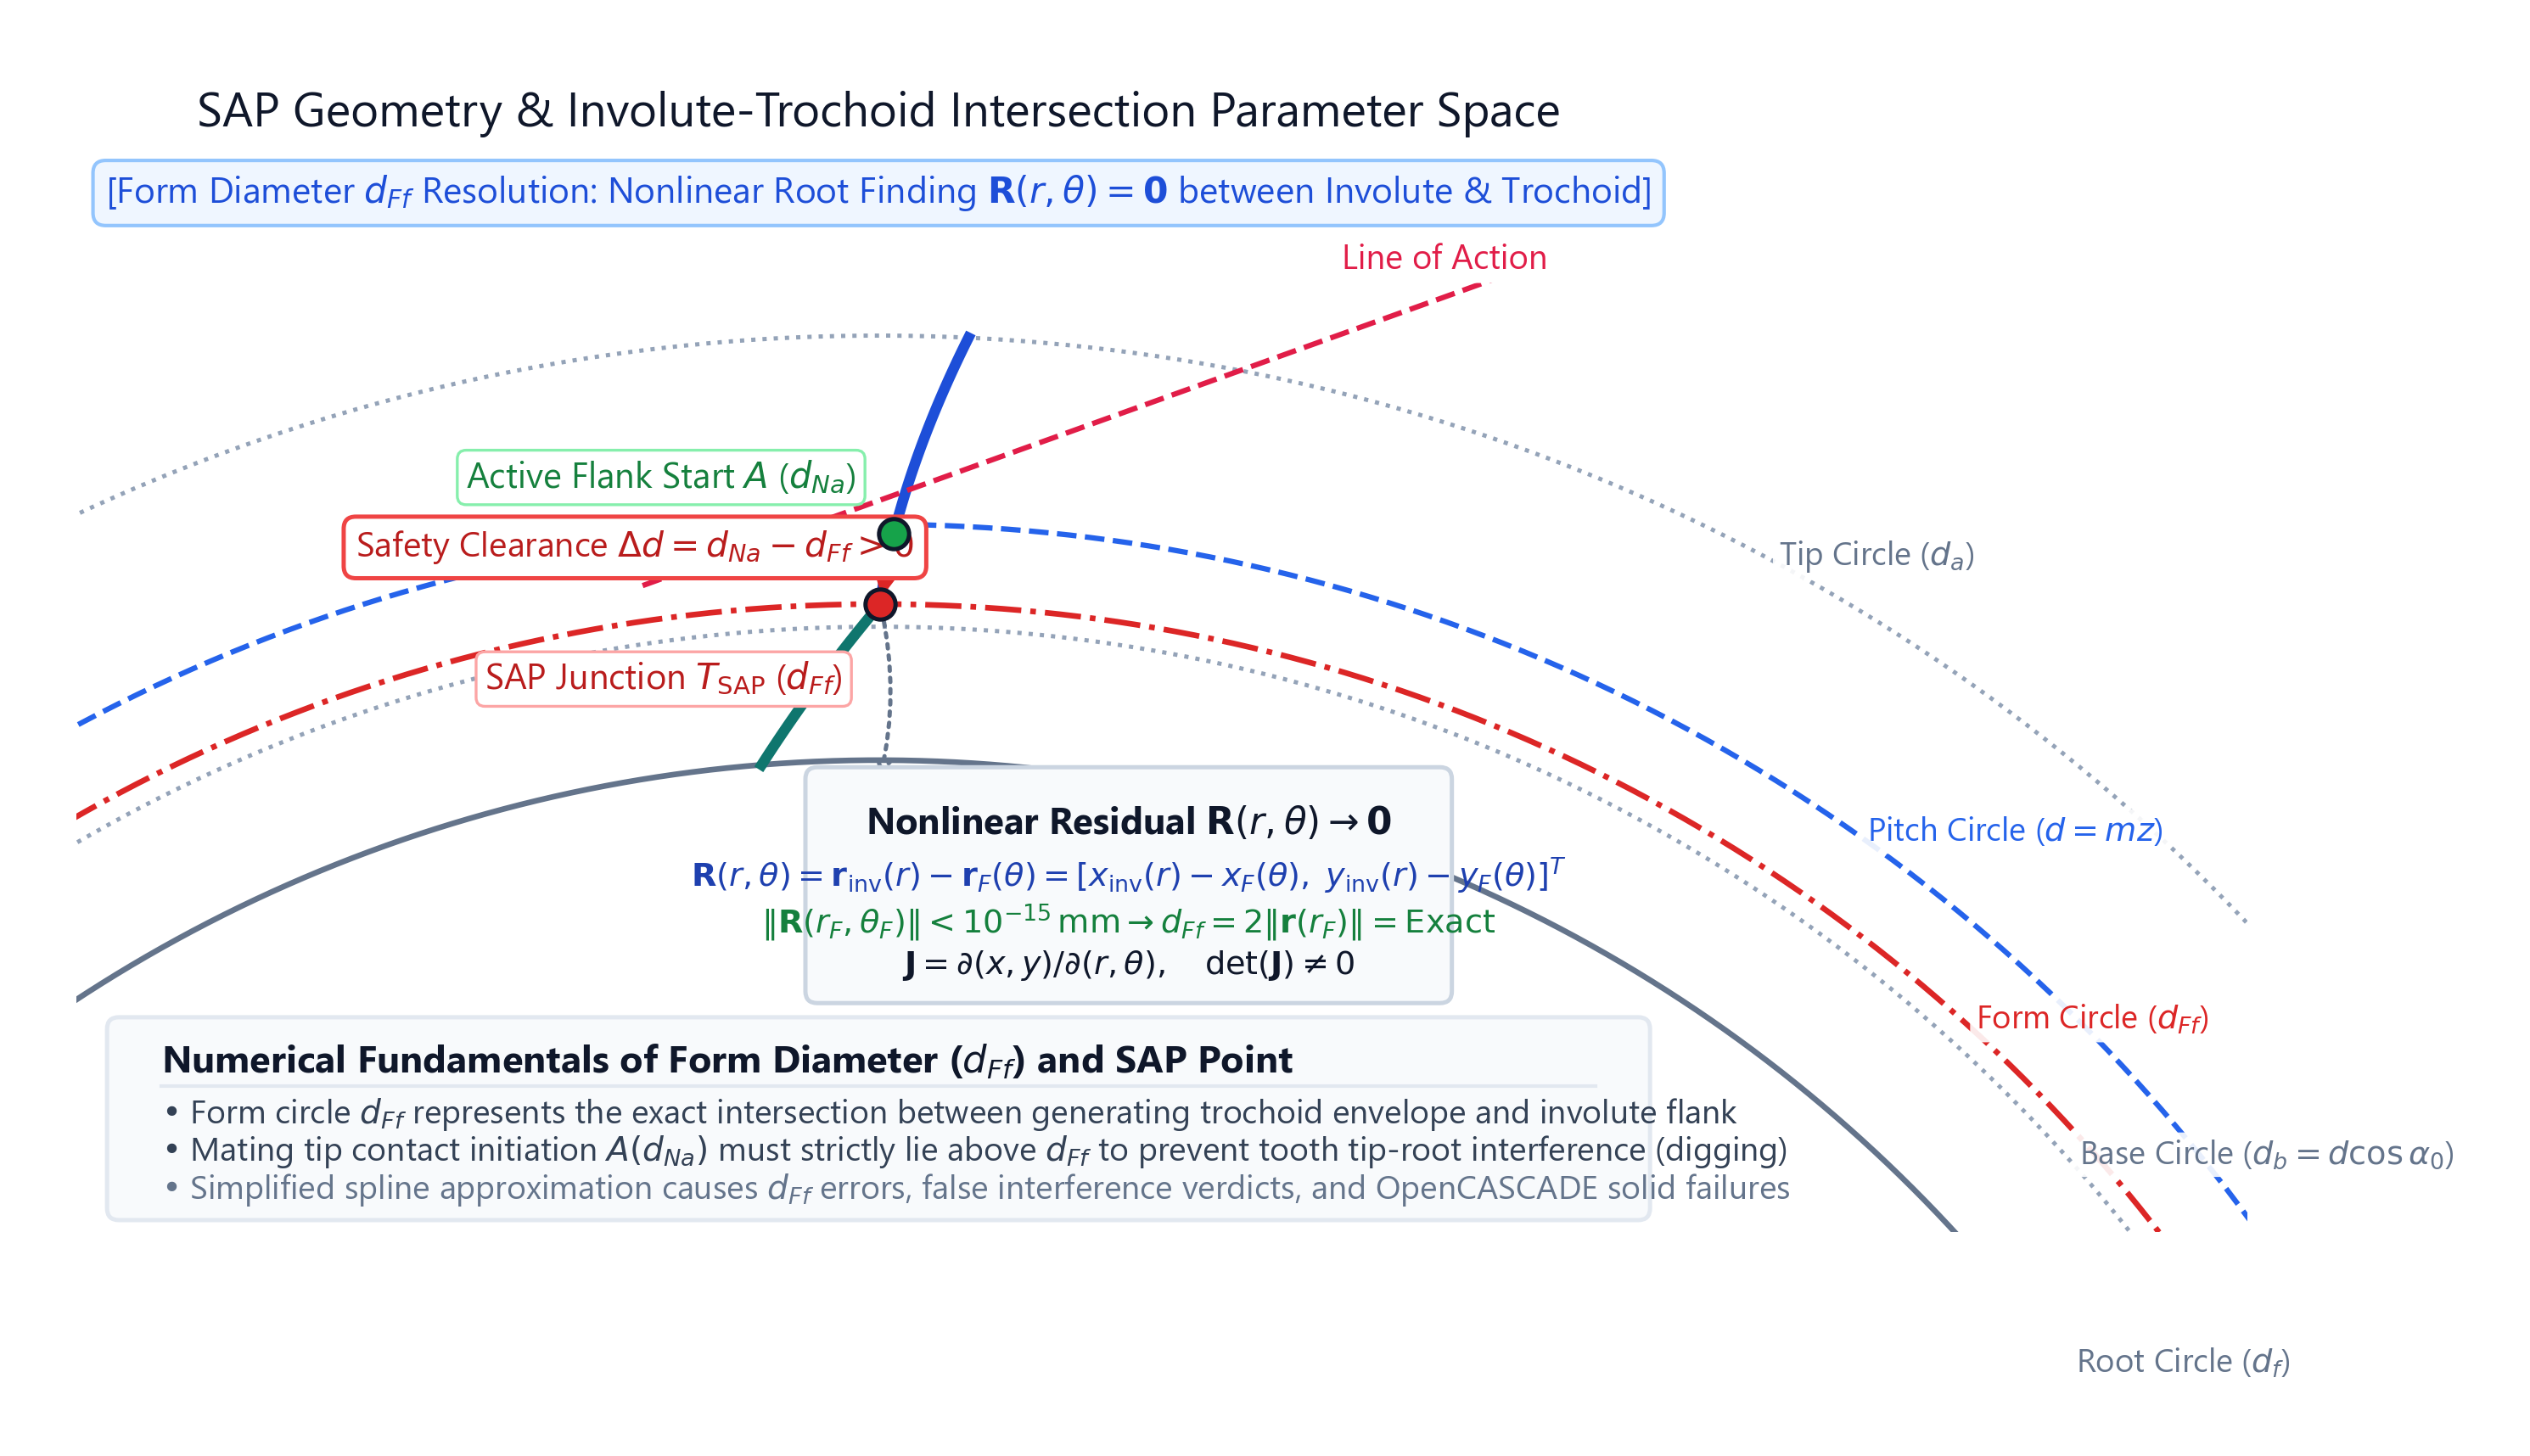 SAP Geometry & Involute-Trochoid Intersection Parameter Space
[Form Diameter d_Ff Resolution: Nonlinear Root Finding R(r, θ) = 0 between Involute & Trochoid]
Line of Action
Active Flank Start A (d_Na)
Safety Clearance Δd = d_Na − d_Ff > 0
Tip Circle (d_a)
SAP Junction T_SAP (d_Ff)
Pitch Circle (d = mz)
Nonlinear Residual R(r, θ) → 0
R(r, θ) = r_inv(r) − r_F(θ) = [x_inv(r) − x_F(θ), y_inv(r) − y_F(θ)]^T
‖R(r_F, θ_F)‖ < 10^−15 mm → d_Ff = 2‖r(r_F)‖ = Exact
J = ∂(x, y)/∂(r, θ), det(J) ≠ 0
Form Circle (d_Ff)
Numerical Fundamentals of Form Diameter (d_Ff) and SAP Point
• Form circle d_Ff represents the exact intersection between generating trochoid envelope and involute flank
• Mating tip contact initiation A(d_Na) must strictly lie above d_Ff to prevent tooth tip-root interference (digging)
• Simplified spline approximation causes d_Ff errors, false interference verdicts, and OpenCASCADE solid failures
Base Circle (d_b = d cos α_0)
Root Circle (d_f)